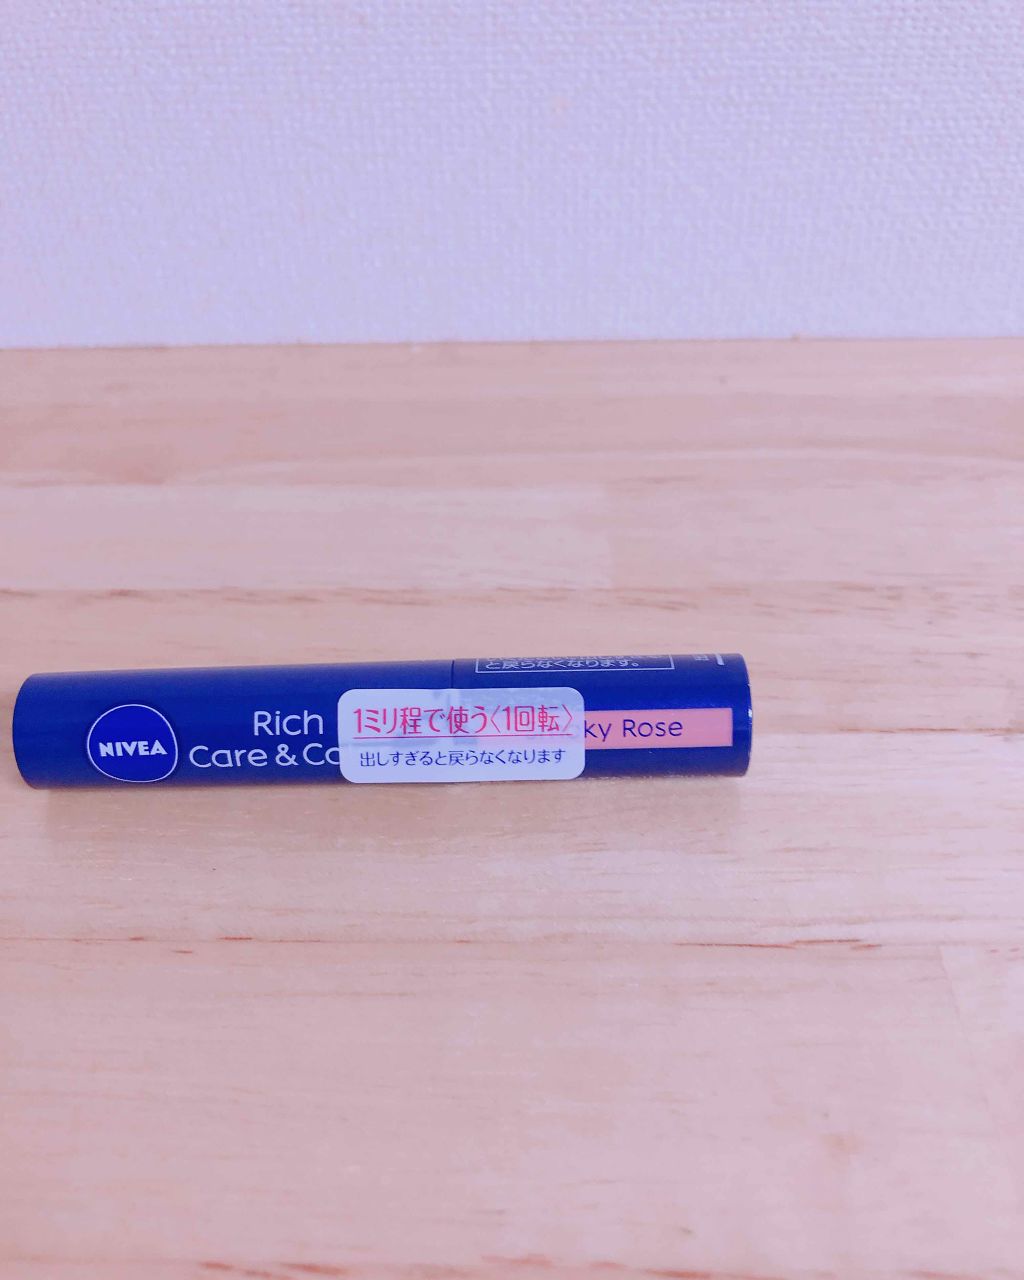 NIVEA
Rich
Care & Co
1ミリ程で使う〈1回転〉
出しすぎると戻らなくなります
ky Rose
と戻らなくなります。